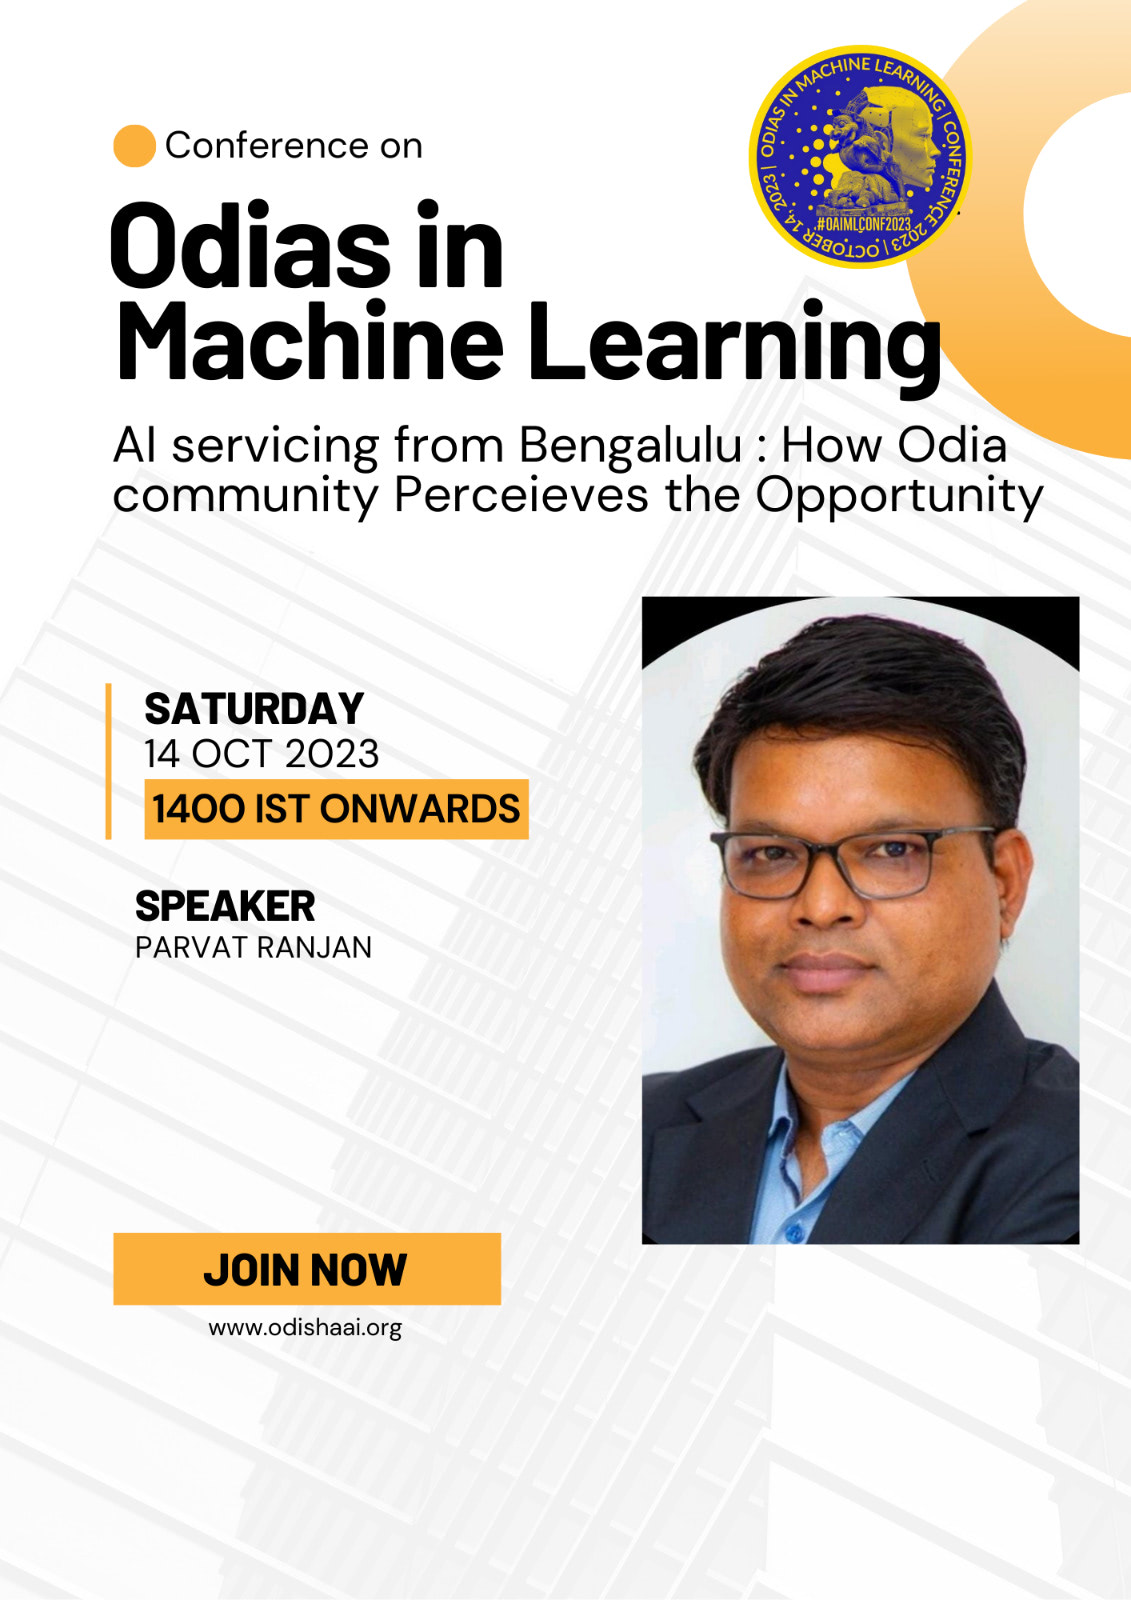 Conference on
Odias in
Machine Learning
AI servicing from Bengalulu : How Odia
community Perceieves the Opportunity
ODIAS IN MACHINE LEARNING | CONFERENCE 2023 | OCTOBER 14, 2023 |
#OAIMLCONF2023
SATURDAY
14 OCT 2023
1400 IST ONWARDS
SPEAKER
PARVAT RANJAN
JOIN NOW
www.odishaai.org